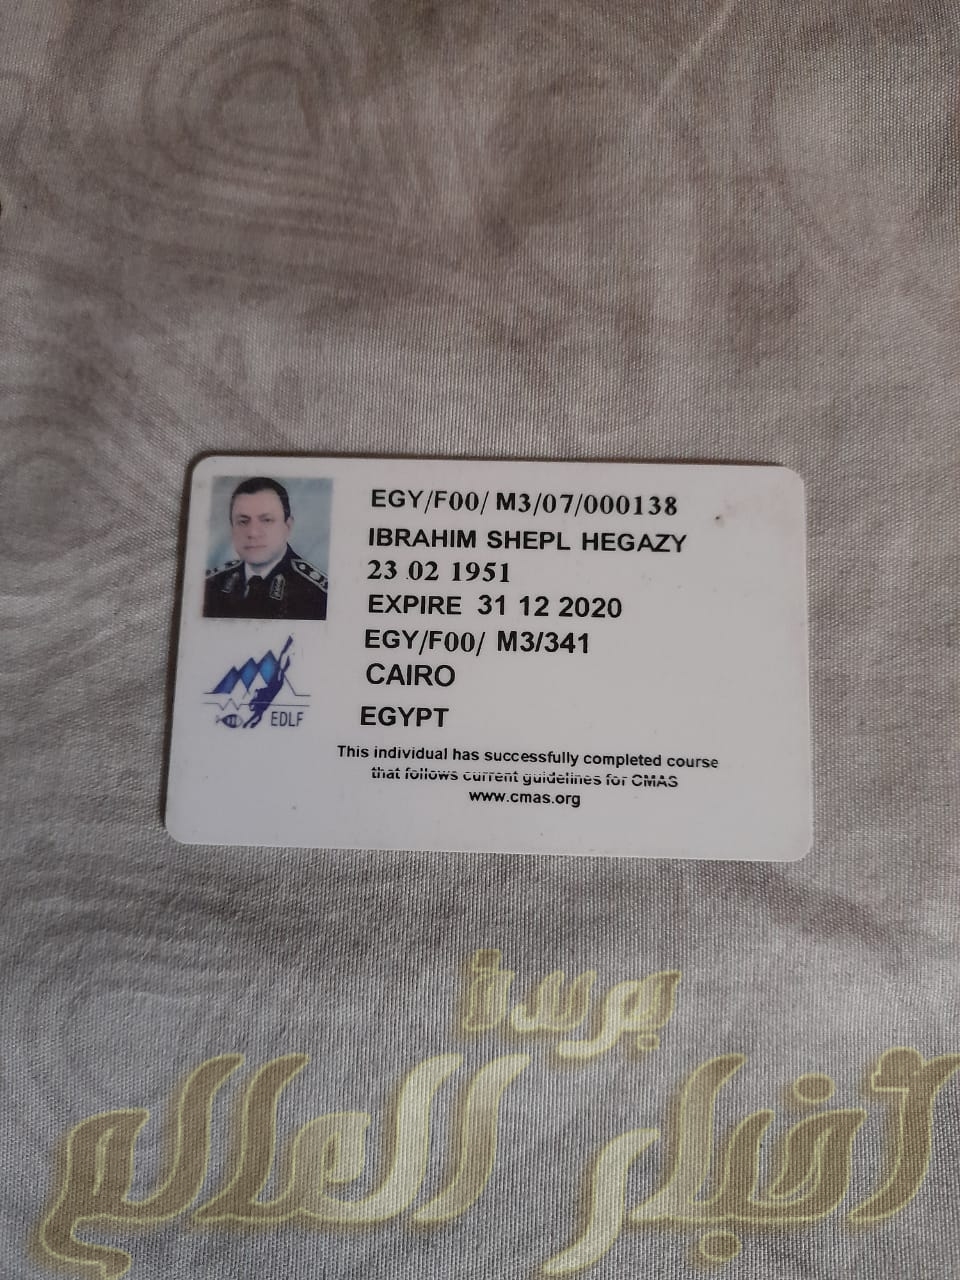 EGY/F00/ M3/07/000138
IBRAHIM SHEPL HEGAZY
23 02 1951
EXPIRE 31 12 2020
EGY/F00/ M3/341
CAIRO
EGYPT
EDLF
This individual has successfully completed course
that follows current guidelines for CMAS
www.cmas.org
جريدة
أخبار العالم